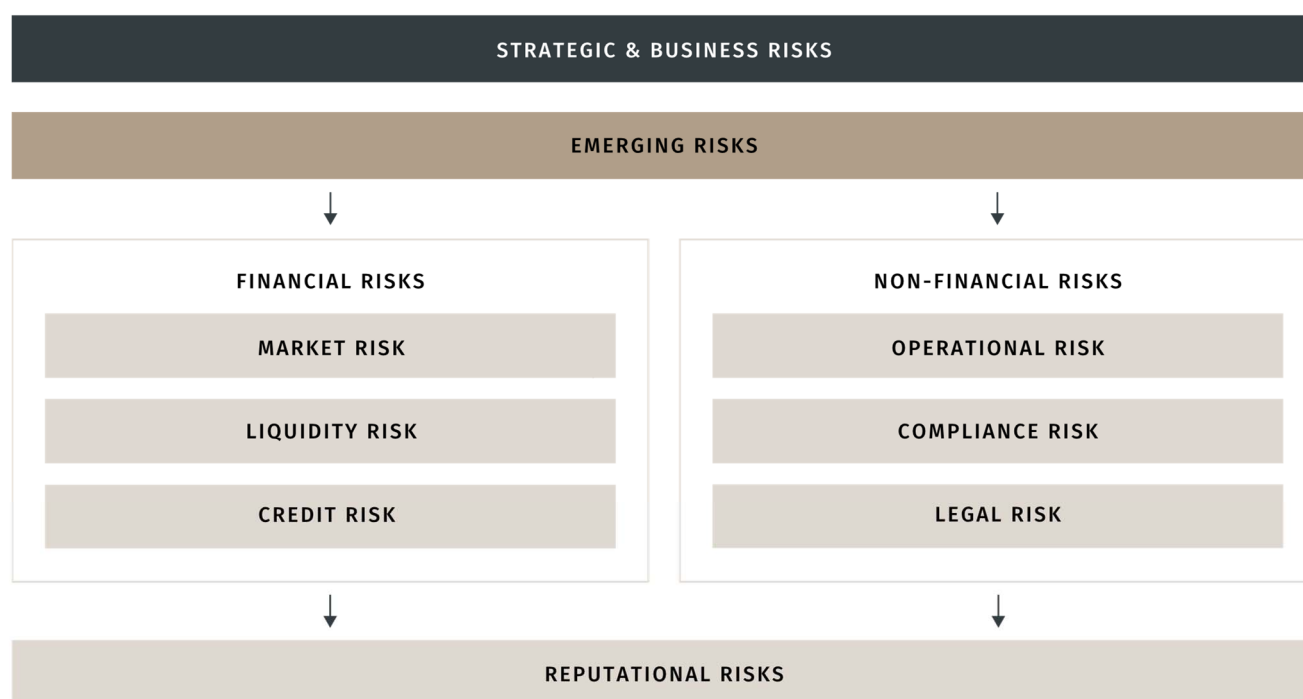 STRATEGIC & BUSINESS RISKS
EMERGING RISKS
FINANCIAL RISKS
MARKET RISK
LIQUIDITY RISK
CREDIT RISK
NON-FINANCIAL RISKS
OPERATIONAL RISK
COMPLIANCE RISK
LEGAL RISK
REPUTATIONAL RISKS